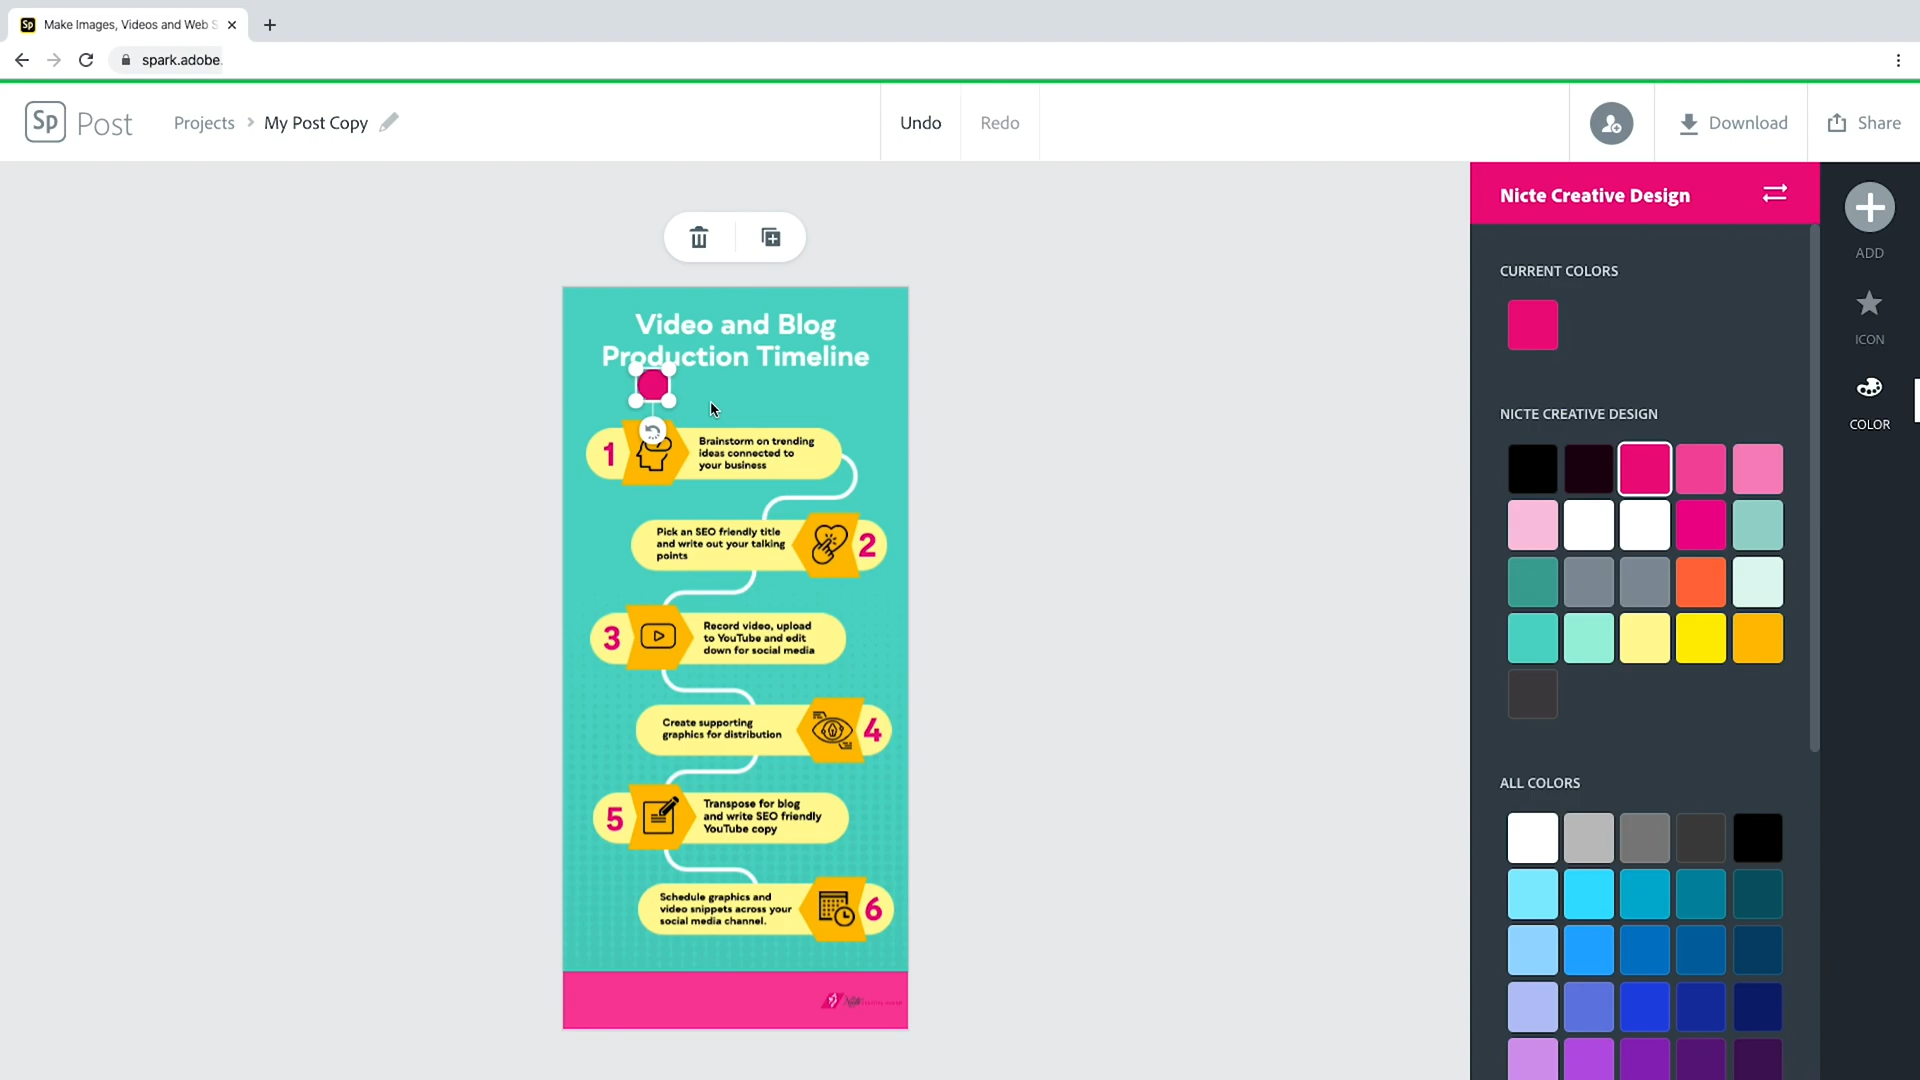 Sp
Make Images, Videos and Web S
spark.adobe.
Sp
Post
Projects
My Post Copy
Undo
Redo
Download
Share
Nicte Creative Design
ADD
CURRENT COLORS
ICON
COLOR
NICTE CREATIVE DESIGN
ALL COLORS
Video and Blog
Production Timeline
1
Brainstorm on trending
ideas connected to
your business
Pick an SEO friendly title
and write out your talking
points
2
3
Record video, upload
to YouTube and edit
down for social media
Create supporting
graphics for distribution
4
5
Transpose for blog
and write SEO friendly
YouTube copy
Schedule graphics and
video snippets across your
social media channel.
6